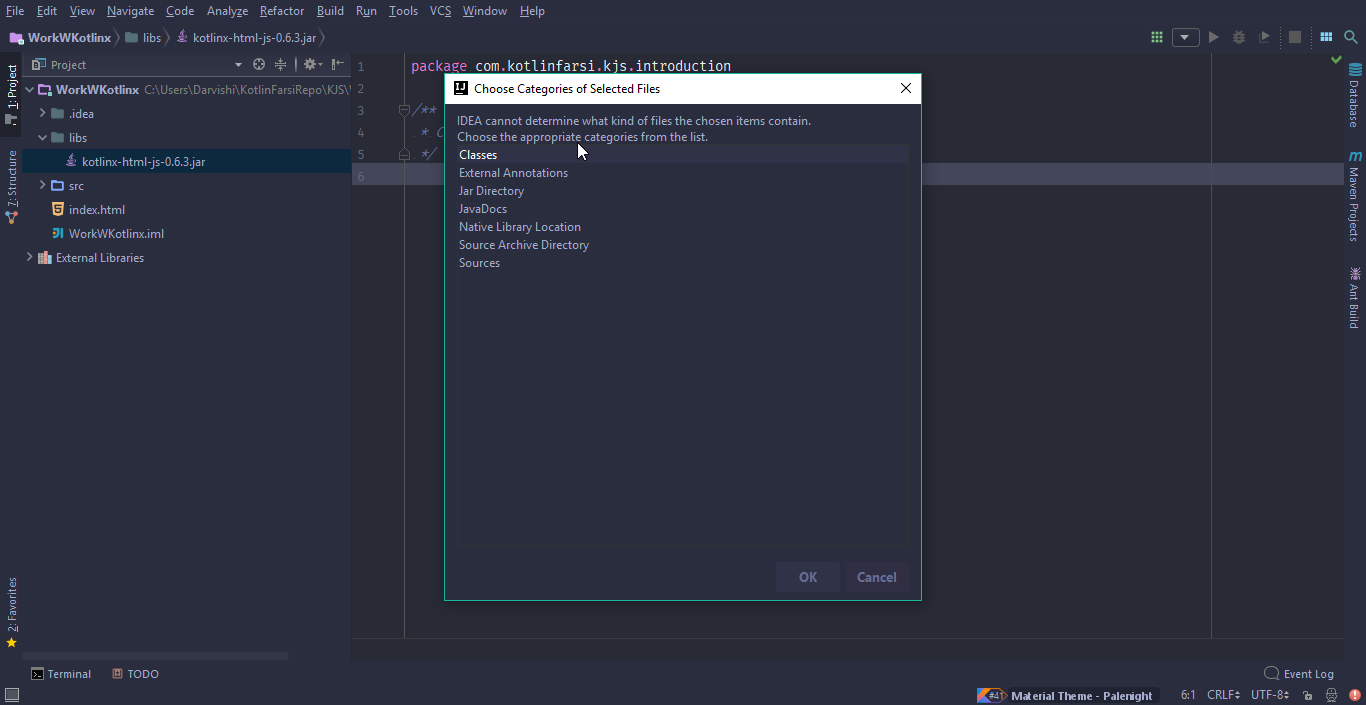 File Edit View Navigate Code Analyze Refactor Build Run Tools VCS Window Help
WorkWKotlinx libs kotlinx-html-js-0.6.3.jar
Project
WorkWKotlinx C:\Users\Darvishi\KotlinFarsiRepo\KJS\
.idea
libs
kotlinx-html-js-0.6.3.jar
src
index.html
WorkWKotlinx.iml
External Libraries
1: Project
7: Structure
2: Favorites
1 package com.kotlinfarsi.kjs.introduction
2
3 /**
4 * C
5 */
6
Choose Categories of Selected Files
IDEA cannot determine what kind of files the chosen items contain.
Choose the appropriate categories from the list.
Classes
External Annotations
Jar Directory
JavaDocs
Native Library Location
Source Archive Directory
Sources
OK Cancel
Database
Maven Projects
Ant Build
Terminal TODO Event Log
#41 Material Theme - Palenight 6:1 CRLF UTF-8